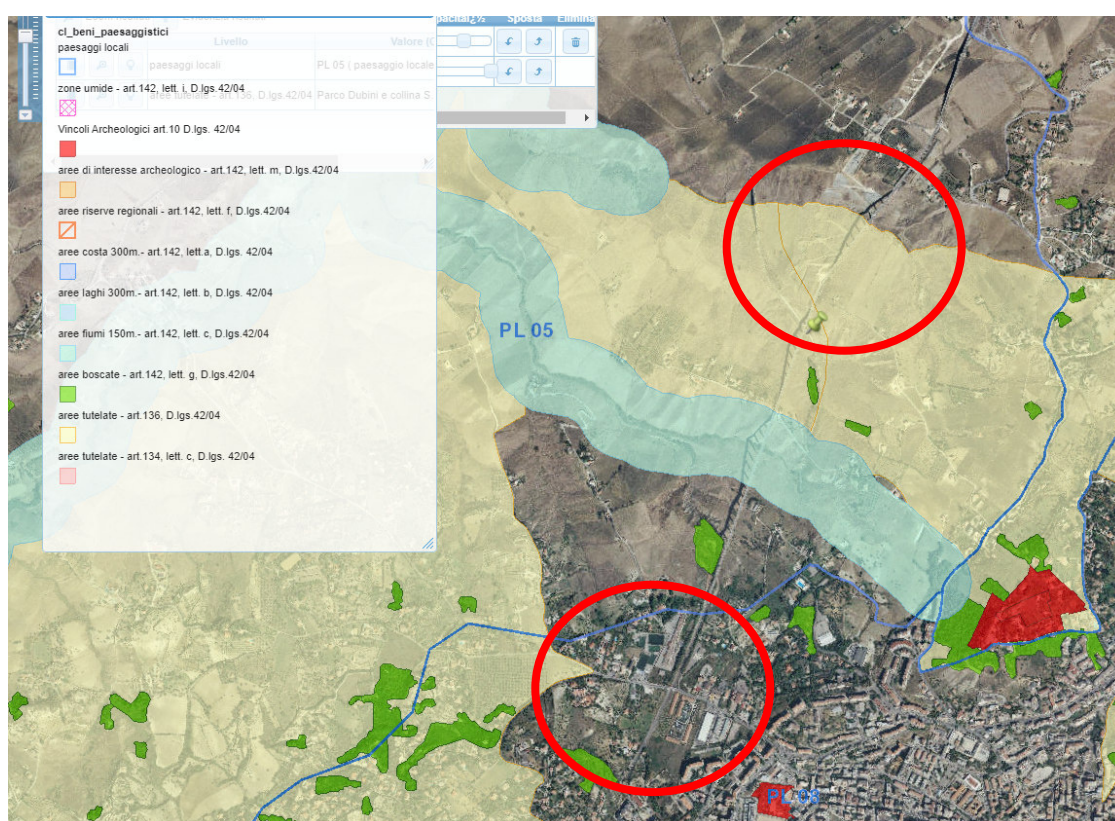 pacitï¿½ Sposta Elimina
Livello Valore (
paesaggi locali PL 05 ( paesaggio locale
aree tutelate - art.136, D.lgs.42/04 Parco Dubini e collina S.
cl_beni_paesaggistici
paesaggi locali
zone umide - art.142, lett. i, D.lgs.42/04
Vincoli Archeologici art.10 D.lgs. 42/04
aree di interesse archeologico - art.142, lett. m, D.lgs.42/04
aree riserve regionali - art.142, lett. f, D.lgs.42/04
aree costa 300m.- art.142, lett.a, D.lgs. 42/04
aree laghi 300m.- art.142, lett. b, D.lgs. 42/04
aree fiumi 150m.- art.142, lett. c, D.lgs.42/04
aree boscate - art.142, lett. g, D.lgs.42/04
aree tutelate - art.136, D.lgs.42/04
aree tutelate - art.134, lett. c, D.lgs. 42/04
PL 05
PL 08